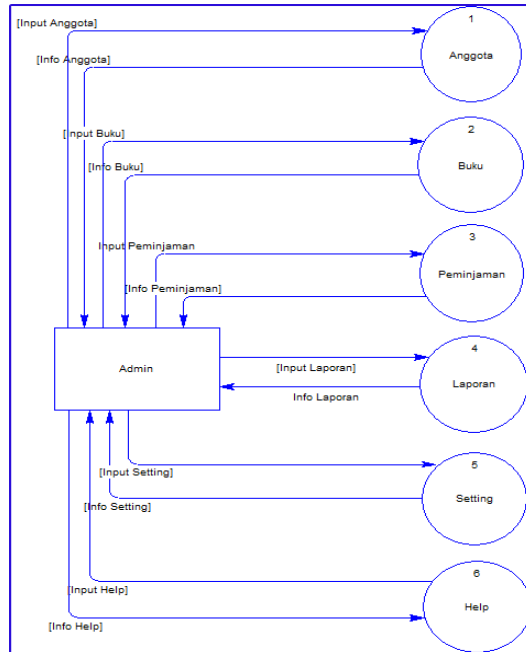 [Input Anggota]
1
Anggota
[Info Anggota]
[Input Buku]
2
Buku
[Info Buku]
Input Peminjaman
3
Peminjaman
[Info Peminjaman]
Admin
4
Laporan
[Input Laporan]
Info Laporan
5
Setting
[Input Setting]
[Info Setting]
6
Help
[Input Help]
[Info Help]